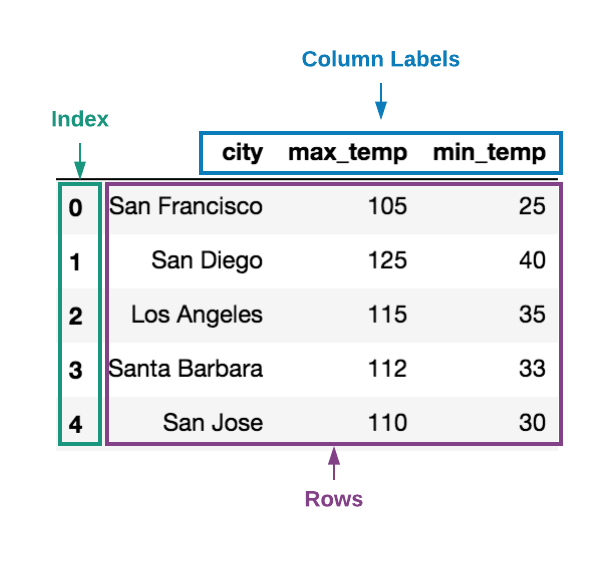 Column Labels
Index
city max_temp min_temp
0 San Francisco 105 25
1 San Diego 125 40
2 Los Angeles 115 35
3 Santa Barbara 112 33
4 San Jose 110 30
Rows